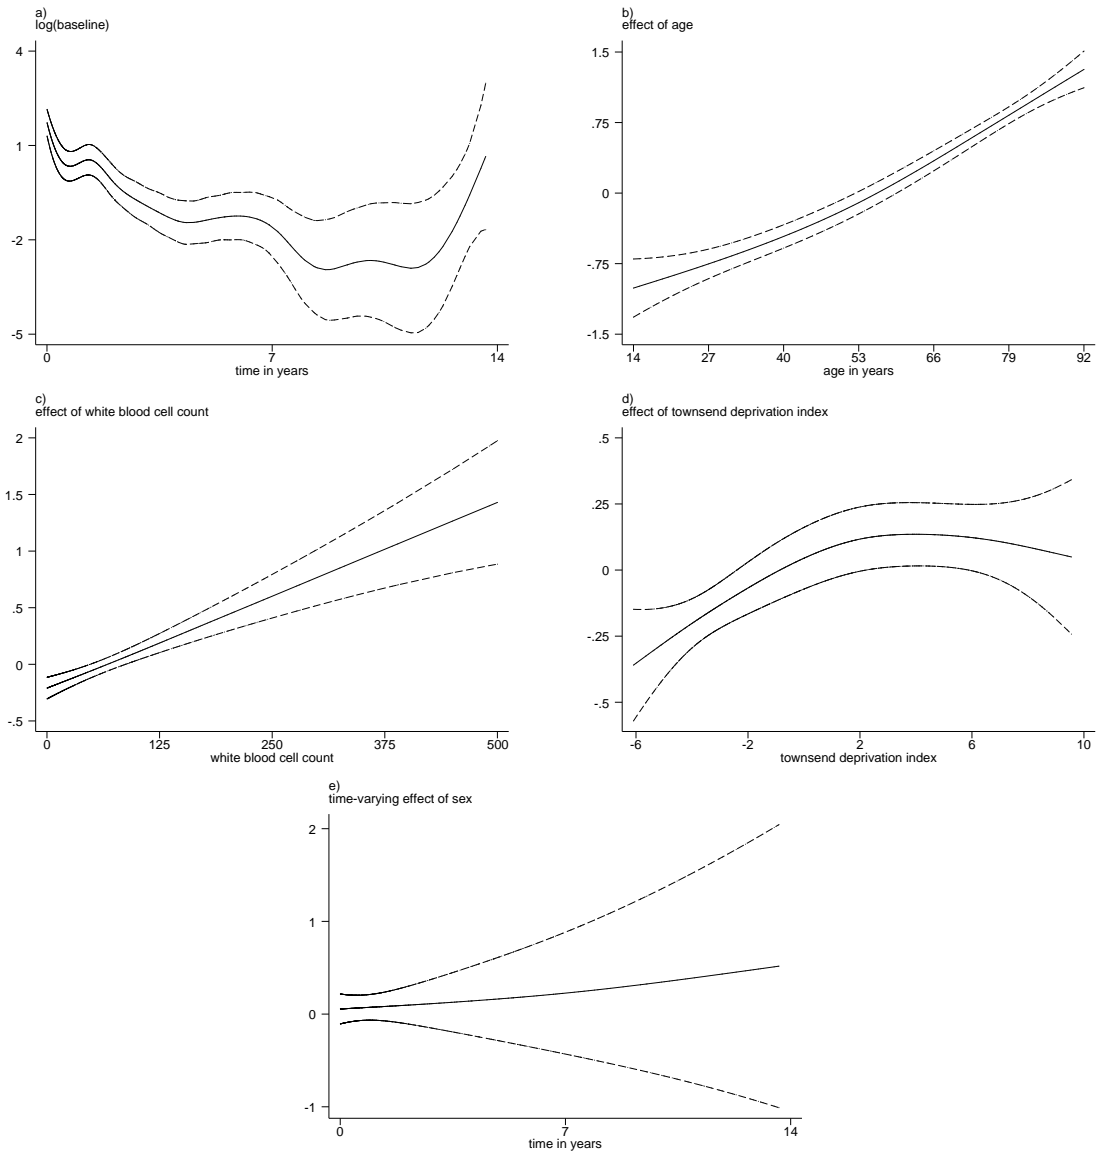 a)
log(baseline)
4
1
-2
-5
0 7 14
time in years
b)
effect of age
1.5
.75
0
-.75
-1.5
14 27 40 53 66 79 92
age in years
c)
effect of white blood cell count
2
1.5
1
.5
0
-.5
0 125 250 375 500
white blood cell count
d)
effect of townsend deprivation index
.5
.25
0
-.25
-.5
-6 -2 2 6 10
townsend deprivation index
e)
time-varying effect of sex
2
1
0
-1
0 7 14
time in years